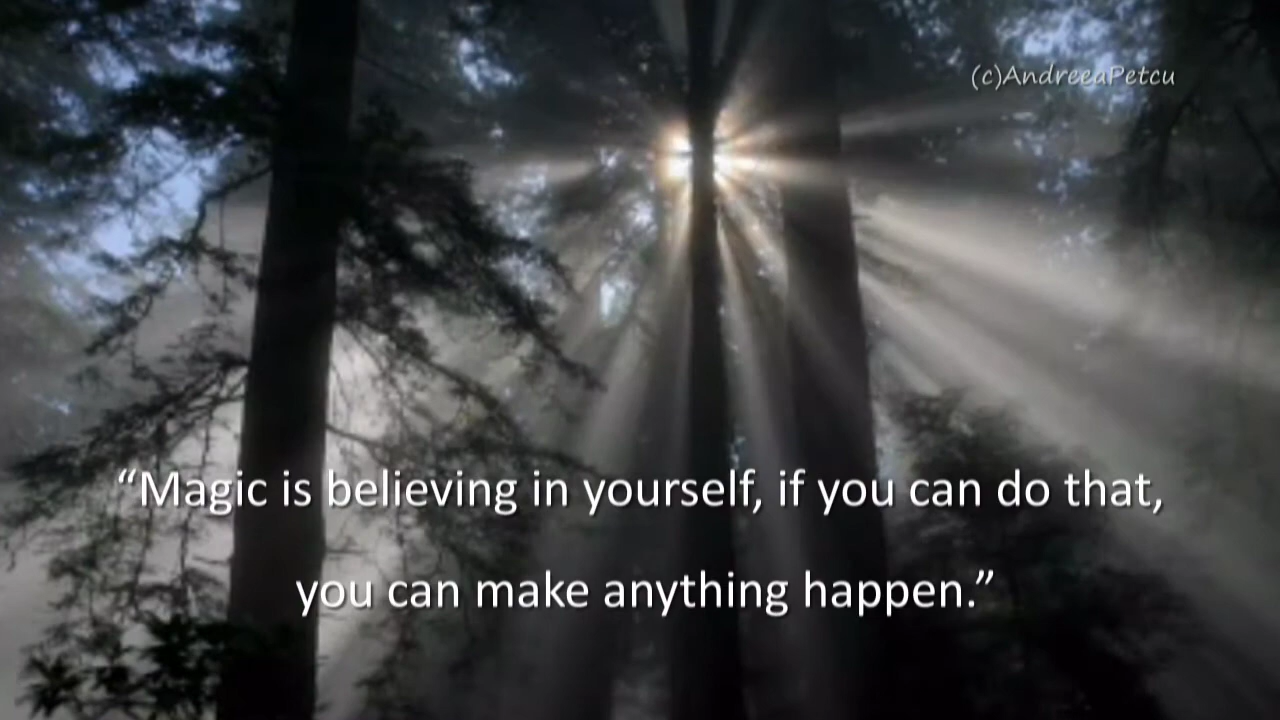 (c)AndreeaPetcu
“Magic is believing in yourself, if you can do that,
you can make anything happen.”